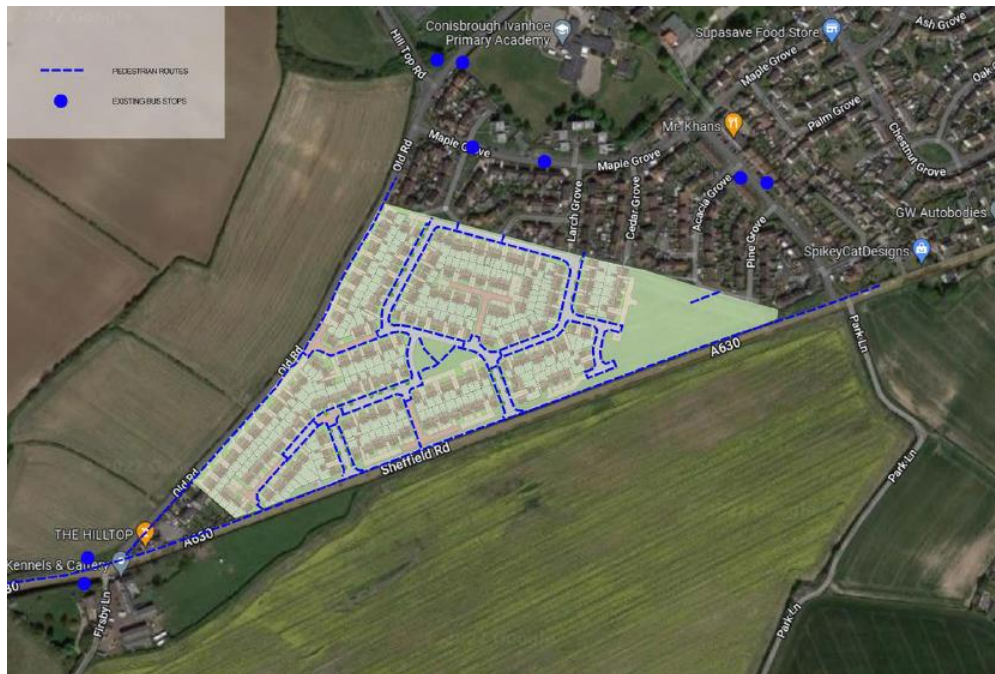 PEDESTRIAN ROUTES
EXISTING BUS STOPS
Hill Top Rd
Conisbrough Ivanhoe
Primary Academy
Supasave Food Store
Ash Grove
Maple Grove
Palm Grove
Chestnut Grove
Mr. Khans
Maple Grove
Maple Grove
Old Rd
Larch Grove
Cedar Grove
Acacia Grove
Pine Grove
GW Autobodies
SpikeyCatDesigns
Park Ln
A630
Old Rd
Sheffield Rd
Park Ln
Old Rd
THE HILLTOP
A630
Firsby Ln
Park Ln